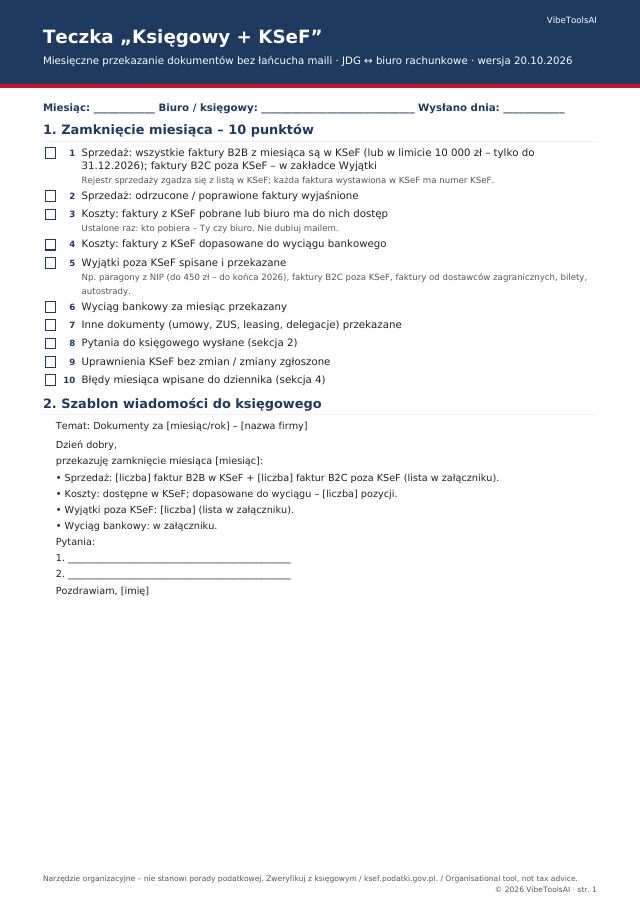 VibeToolsAI
Teczka „Księgowy + KSeF”
Miesięczne przekazanie dokumentów bez łańcucha maili · JDG ↔ biuro rachunkowe · wersja 20.10.2026
Miesiąc: ____________ Biuro / księgowy: ______________________________ Wysłano dnia: ____________
1. Zamknięcie miesiąca – 10 punktów
1 Sprzedaż: wszystkie faktury B2B z miesiąca są w KSeF (lub w limicie 10 000 zł – tylko do
31.12.2026); faktury B2C poza KSeF – w zakładce Wyjątki
Rejestr sprzedaży zgadza się z listą w KSeF; każda faktura wystawiona w KSeF ma numer KSeF.
2 Sprzedaż: odrzucone / poprawione faktury wyjaśnione
3 Koszty: faktury z KSeF pobrane lub biuro ma do nich dostęp
Ustalone raz: kto pobiera – Ty czy biuro. Nie dubluj mailem.
4 Koszty: faktury z KSeF dopasowane do wyciągu bankowego
5 Wyjątki poza KSeF spisane i przekazane
Np. paragony z NIP (do 450 zł – do końca 2026), faktury B2C poza KSeF, faktury od dostawców zagranicznych, bilety,
autostrady.
6 Wyciąg bankowy za miesiąc przekazany
7 Inne dokumenty (umowy, ZUS, leasing, delegacje) przekazane
8 Pytania do księgowego wysłane (sekcja 2)
9 Uprawnienia KSeF bez zmian / zmiany zgłoszone
10 Błędy miesiąca wpisane do dziennika (sekcja 4)
2. Szablon wiadomości do księgowego
Temat: Dokumenty za [miesiąc/rok] – [nazwa firmy]
Dzień dobry,
przekazuję zamknięcie miesiąca [miesiąc]:
• Sprzedaż: [liczba] faktur B2B w KSeF + [liczba] faktur B2C poza KSeF (lista w załączniku).
• Koszty: dostępne w KSeF; dopasowane do wyciągu – [liczba] pozycji.
• Wyjątki poza KSeF: [liczba] (lista w załączniku).
• Wyciąg bankowy: w załączniku.
Pytania:
1. ____________________________________________
2. ____________________________________________
Pozdrawiam, [imię]
Narzędzie organizacyjne – nie stanowi porady podatkowej. Zweryfikuj z księgowym / ksef.podatki.gov.pl. / Organisational tool, not tax advice.
© 2026 VibeToolsAI · str. 1